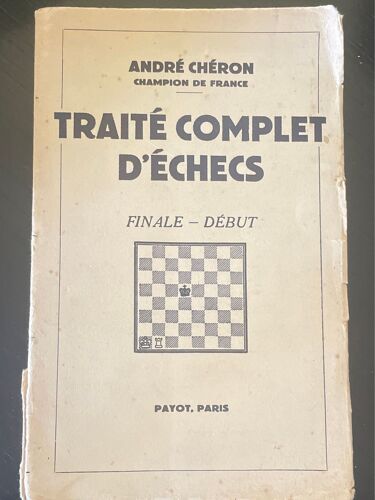 ANDRÉ CHÉRON
CHAMPION DE FRANCE
TRAITÉ COMPLET
D'ÉCHECS
FINALE – DÉBUT
PAYOT, PARIS